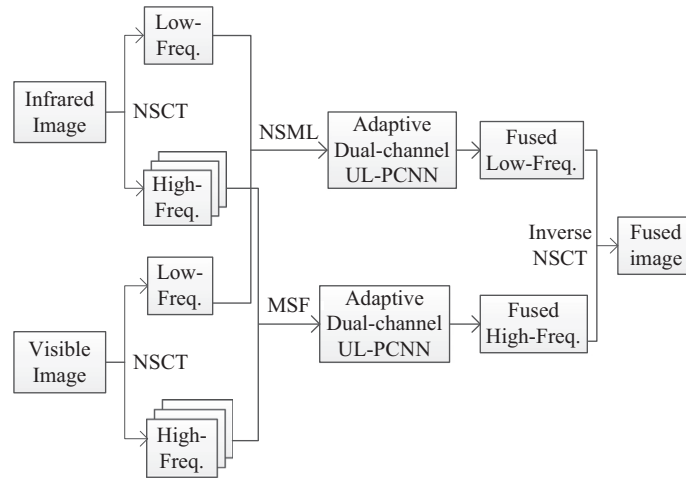 Low-
Freq.
Infrared
Image
NSCT
High-
Freq.
NSML
Adaptive
Dual-channel
UL-PCNN
Fused
Low-Freq.
Inverse
NSCT
Fused
image
Low-
Freq.
Visible
Image
NSCT
High-
Freq.
MSF
Adaptive
Dual-channel
UL-PCNN
Fused
High-Freq.